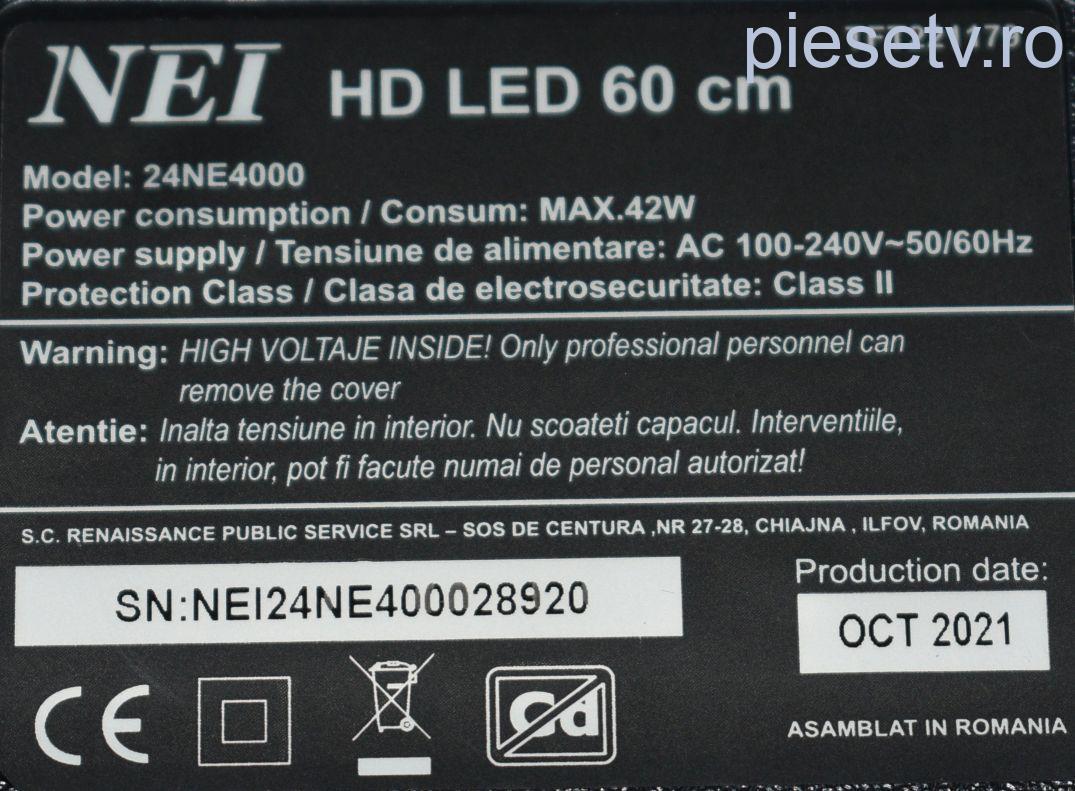 piesetv.ro
NEI HD LED 60 cm
Model: 24NE4000
Power consumption / Consum: MAX.42W
Power supply / Tensiune de alimentare: AC 100-240V~50/60Hz
Protection Class / Clasa de electrosecuritate: Class II
Warning: HIGH VOLTAJE INSIDE! Only professional personnel can
remove the cover
Atentie: Inalta tensiune in interior. Nu scoateti capacul. Interventiile,
in interior, pot fi facute numai de personal autorizat!
S.C. RENAISSANCE PUBLIC SERVICE SRL – SOS DE CENTURA ,NR 27-28, CHIAJNA , ILFOV, ROMANIA
SN:NEI24NE400028920
Production date:
OCT 2021
CE
Cd
ASAMBLAT IN ROMANIA